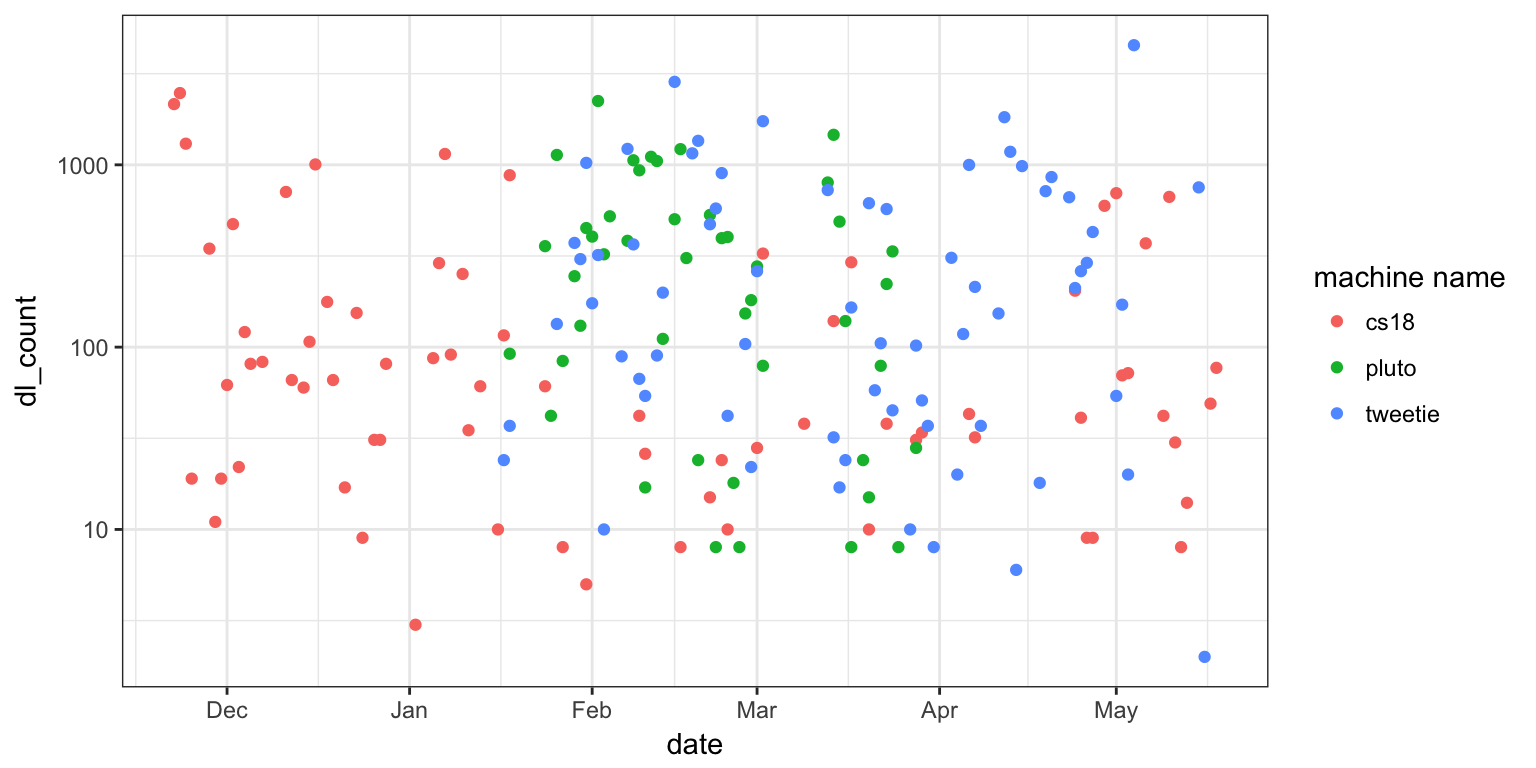 dl_count
1000
100
10
Dec Jan Feb Mar Apr May
date
machine name
cs18
pluto
tweetie